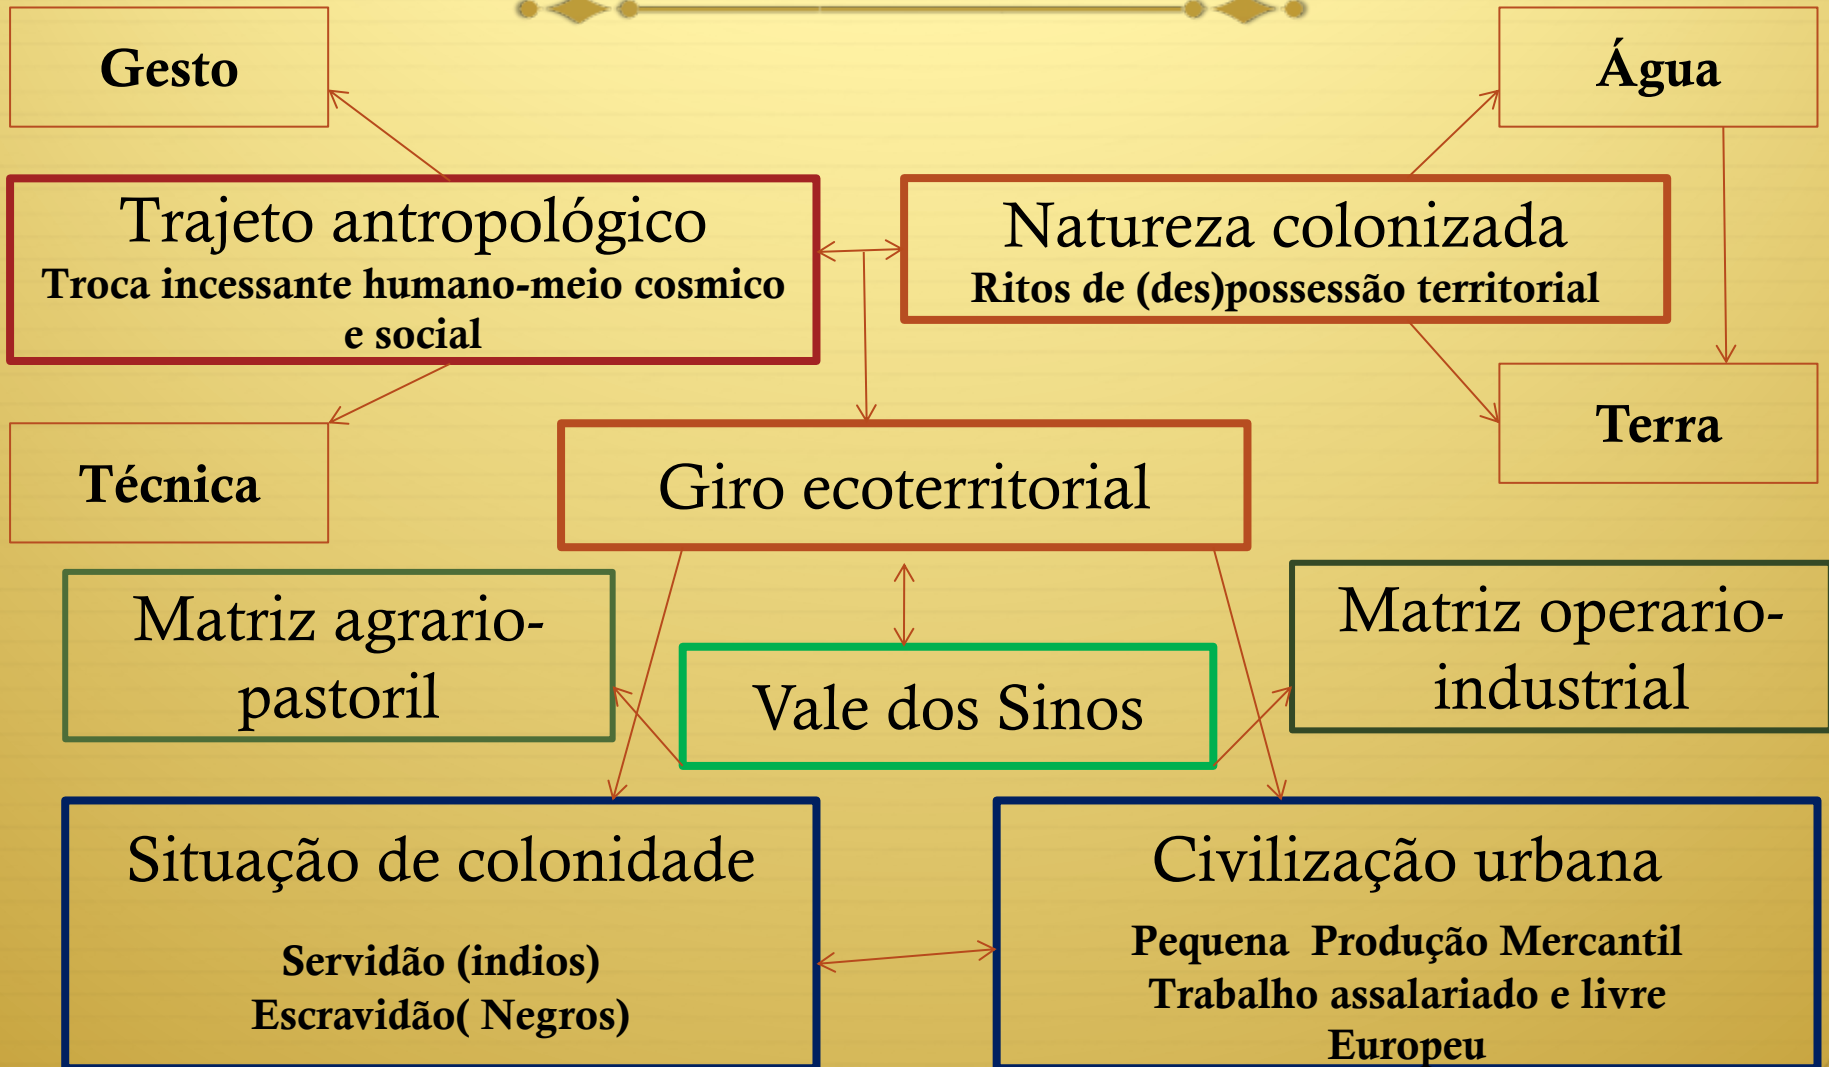 Gesto
Água
Trajeto antropológico
Troca incessante humano-meio cosmico
e social
Natureza colonizada
Ritos de (des)possessão territorial
Técnica
Terra
Giro ecoterritorial
Matriz agrario-
pastoril
Vale dos Sinos
Matriz operario-
industrial
Situação de colonidade
Servidão (indios)
Escravidão( Negros)
Civilização urbana
Pequena  Produção Mercantil
Trabalho assalariado e livre
Europeu